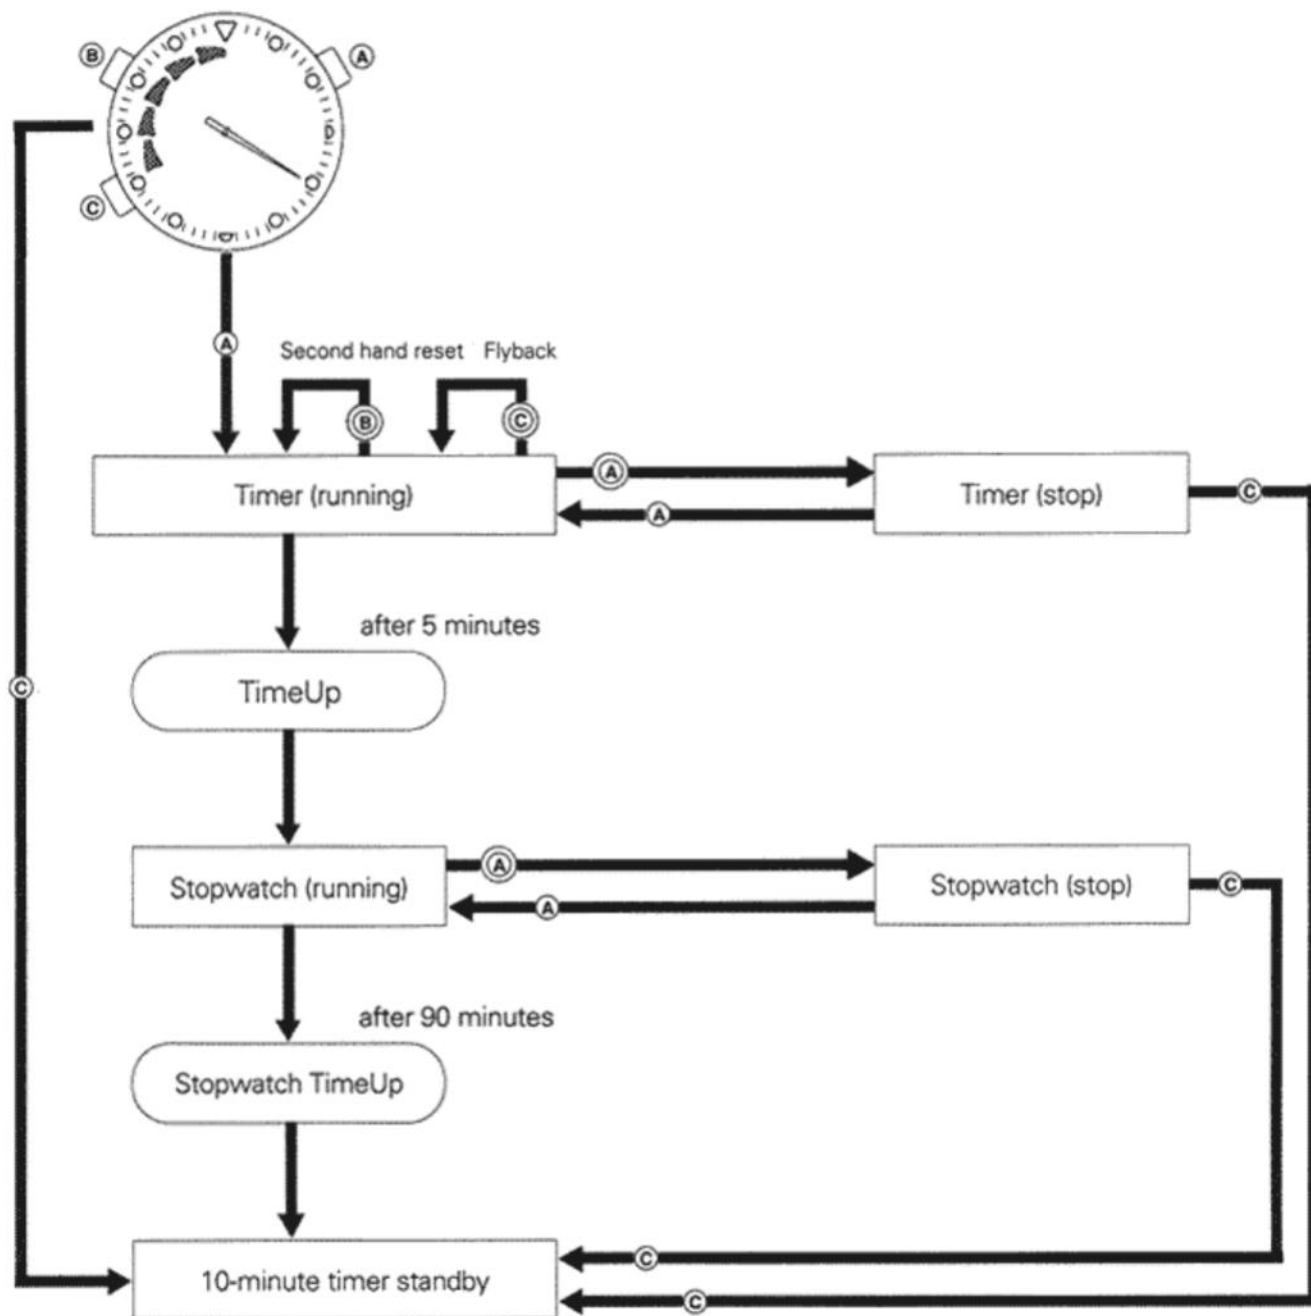 Ⓑ Ⓐ
Ⓒ
Ⓐ
Second hand reset Flyback
Ⓑ Ⓒ
Timer (running) Ⓐ Timer (stop) Ⓒ
Ⓐ
after 5 minutes
Ⓒ
TimeUp
Stopwatch (running) Ⓐ Stopwatch (stop) Ⓒ
Ⓐ
after 90 minutes
Stopwatch TimeUp
Ⓒ
10-minute timer standby
Ⓒ